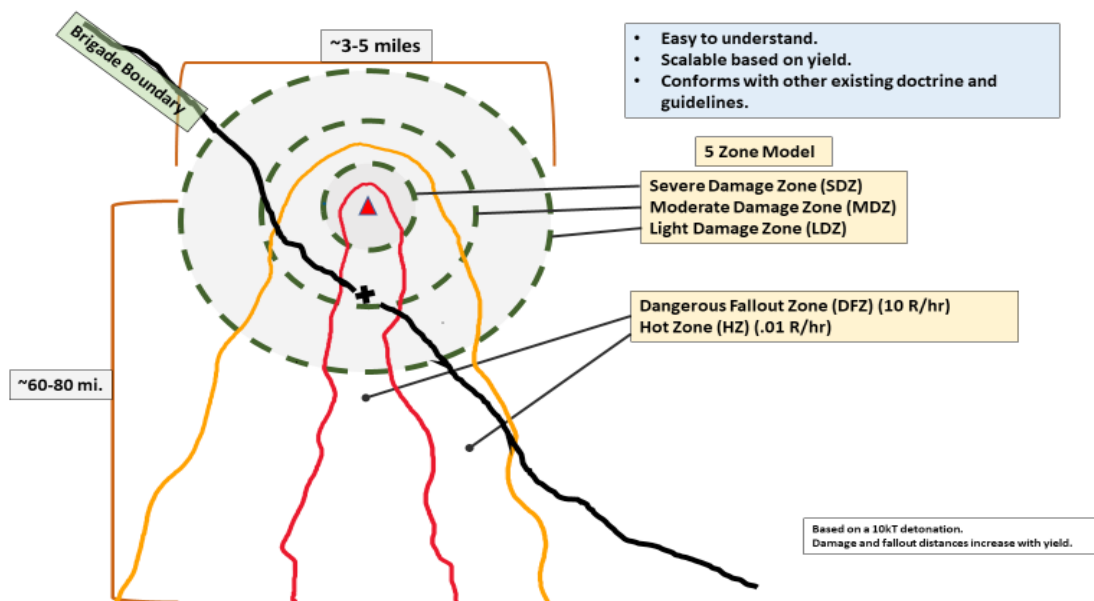 Brigade Boundary
~3-5 miles
• Easy to understand.
• Scalable based on yield.
• Conforms with other existing doctrine and
guidelines.
5 Zone Model
Severe Damage Zone (SDZ)
Moderate Damage Zone (MDZ)
Light Damage Zone (LDZ)
Dangerous Fallout Zone (DFZ) (10 R/hr)
Hot Zone (HZ) (.01 R/hr)
~60-80 mi.
Based on a 10kT detonation.
Damage and fallout distances increase with yield.